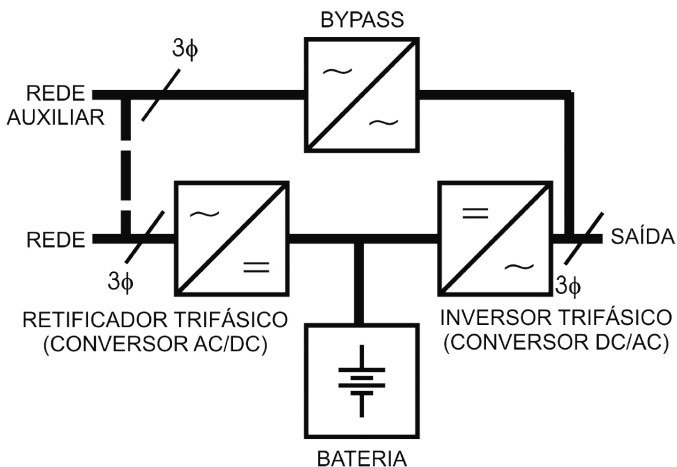 BYPASS
3ϕ
REDE
AUXILIAR
REDE
3ϕ
SAÍDA
3ϕ
RETIFICADOR TRIFÁSICO
(CONVERSOR AC/DC)
INVERSOR TRIFÁSICO
(CONVERSOR DC/AC)
BATERIA